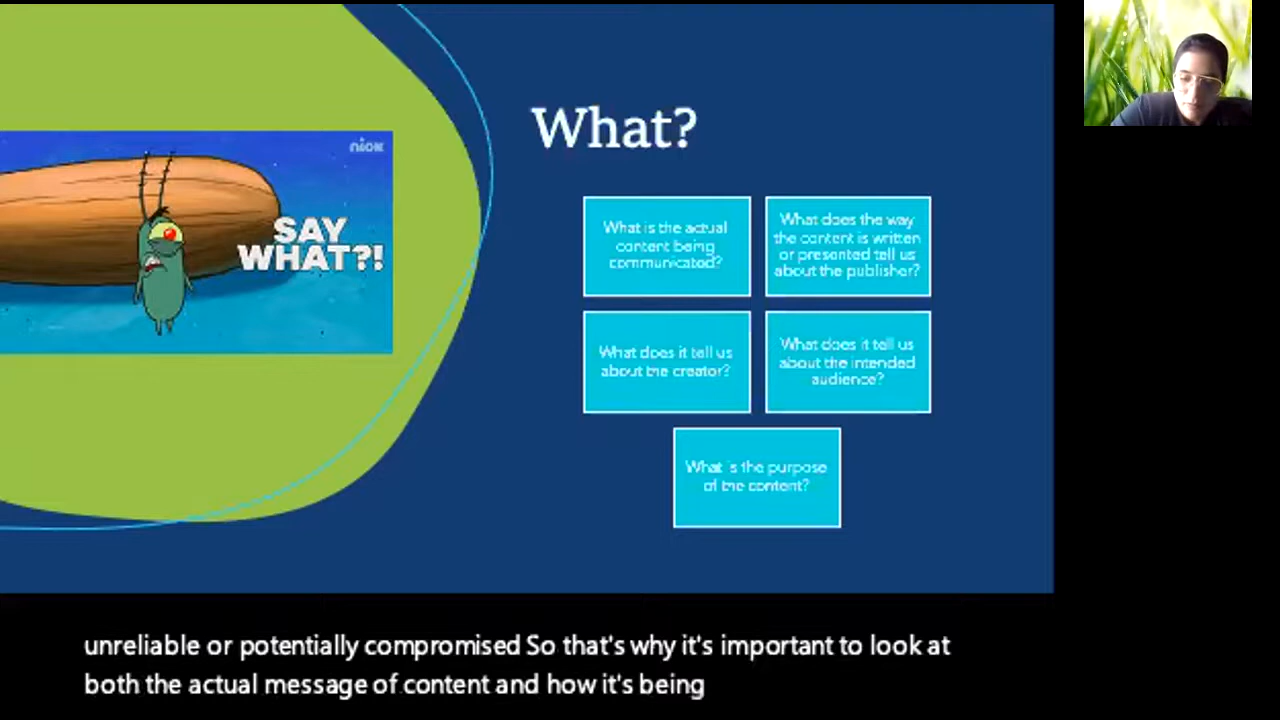 nick
SAY
WHAT?!
What?
What is the actual
content being
communicated?
What does the way
the content is written
or presented tell us
about the publisher?
What does it tell us
about the creator?
What does it tell us
about the intended
audience?
What is the purpose
of the content?
unreliable or potentially compromised So that's why it's important to look at
both the actual message of content and how it's being